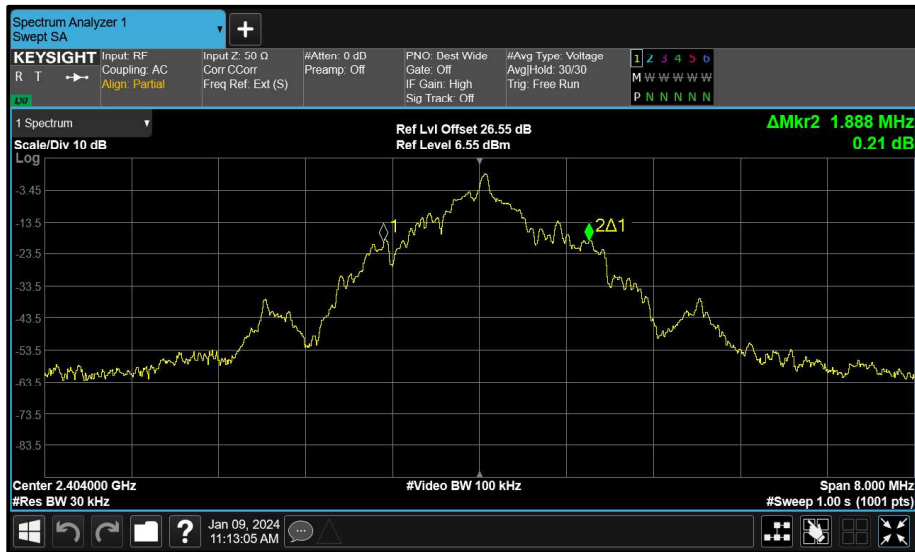 Spectrum Analyzer 1
Swept SA
KEYSIGHT
R T
LXI
Input: RF
Coupling: AC
Align: Partial
Input Z: 50 Ω
Corr CCorr
Freq Ref: Ext (S)
#Atten: 0 dB
Preamp: Off
PNO: Best Wide
Gate: Off
IF Gain: High
Sig Track: Off
#Avg Type: Voltage
Avg|Hold: 30/30
Trig: Free Run
1 2 3 4 5 6
M W W W W W
P N N N N N
1 Spectrum
Scale/Div 10 dB
Log
Ref Lvl Offset 26.55 dB
Ref Level 6.55 dBm
ΔMkr2 1.888 MHz
0.21 dB
-3.45
-13.5
-23.5
-33.5
-43.5
-53.5
-63.5
-73.5
-83.5
1
2Δ1
Center 2.404000 GHz
#Res BW 30 kHz
#Video BW 100 kHz
Span 8.000 MHz
#Sweep 1.00 s (1001 pts)
?
Jan 09, 2024
11:13:05 AM